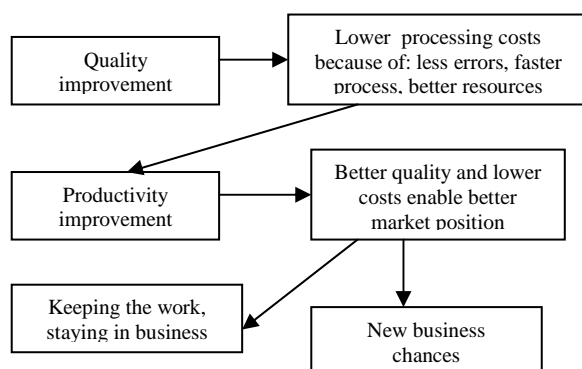 Quality
improvement
Lower processing costs
because of: less errors, faster
process, better resources
Productivity
improvement
Better quality and lower
costs enable better
market position
Keeping the work,
staying in business
New business
chances